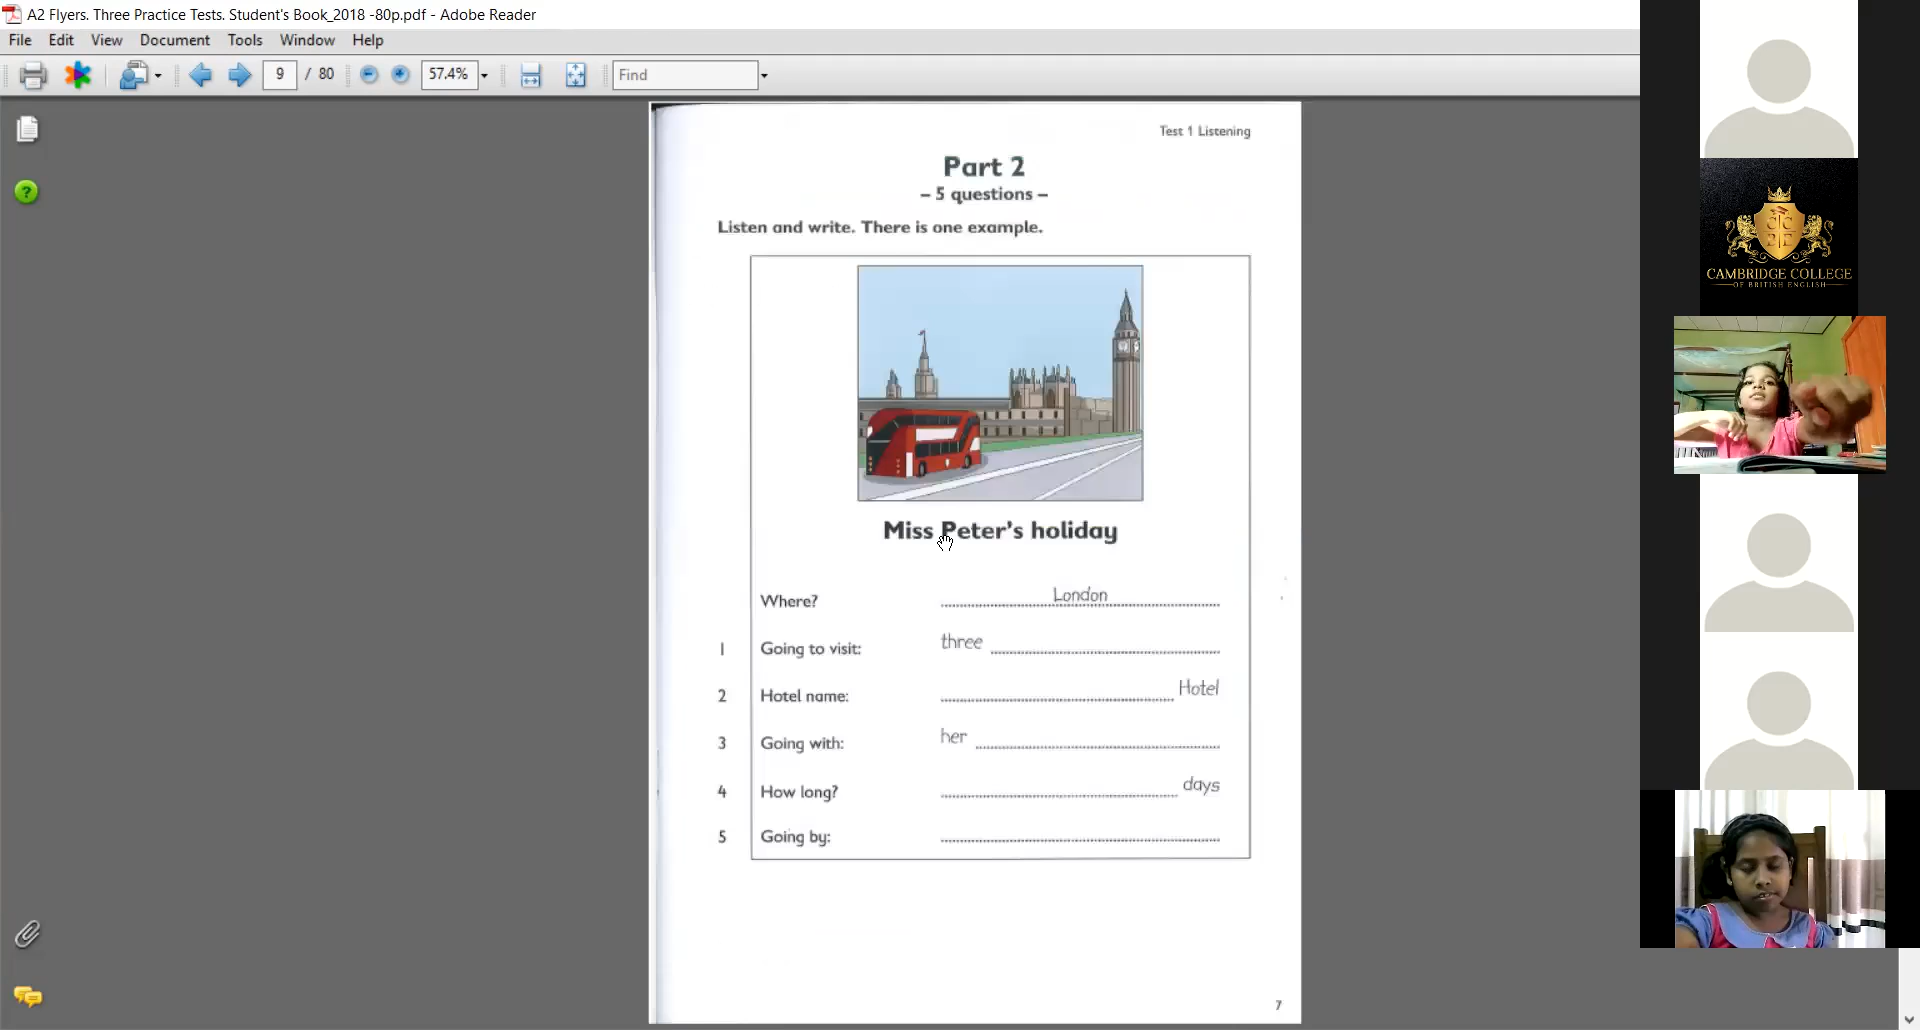 A2 Flyers. Three Practice Tests. Student's Book_2018 -80p.pdf - Adobe Reader
File Edit View Document Tools Window Help
9 / 80 57.4% Find
Test 1 Listening
Part 2
– 5 questions –
Listen and write. There is one example.
Miss Peter's holiday
Where? London
1 Going to visit: three
2 Hotel name: Hotel
3 Going with: her
4 How long? days
5 Going by:
7
CAMBRIDGE COLLEGE
OF BRITISH ENGLISH